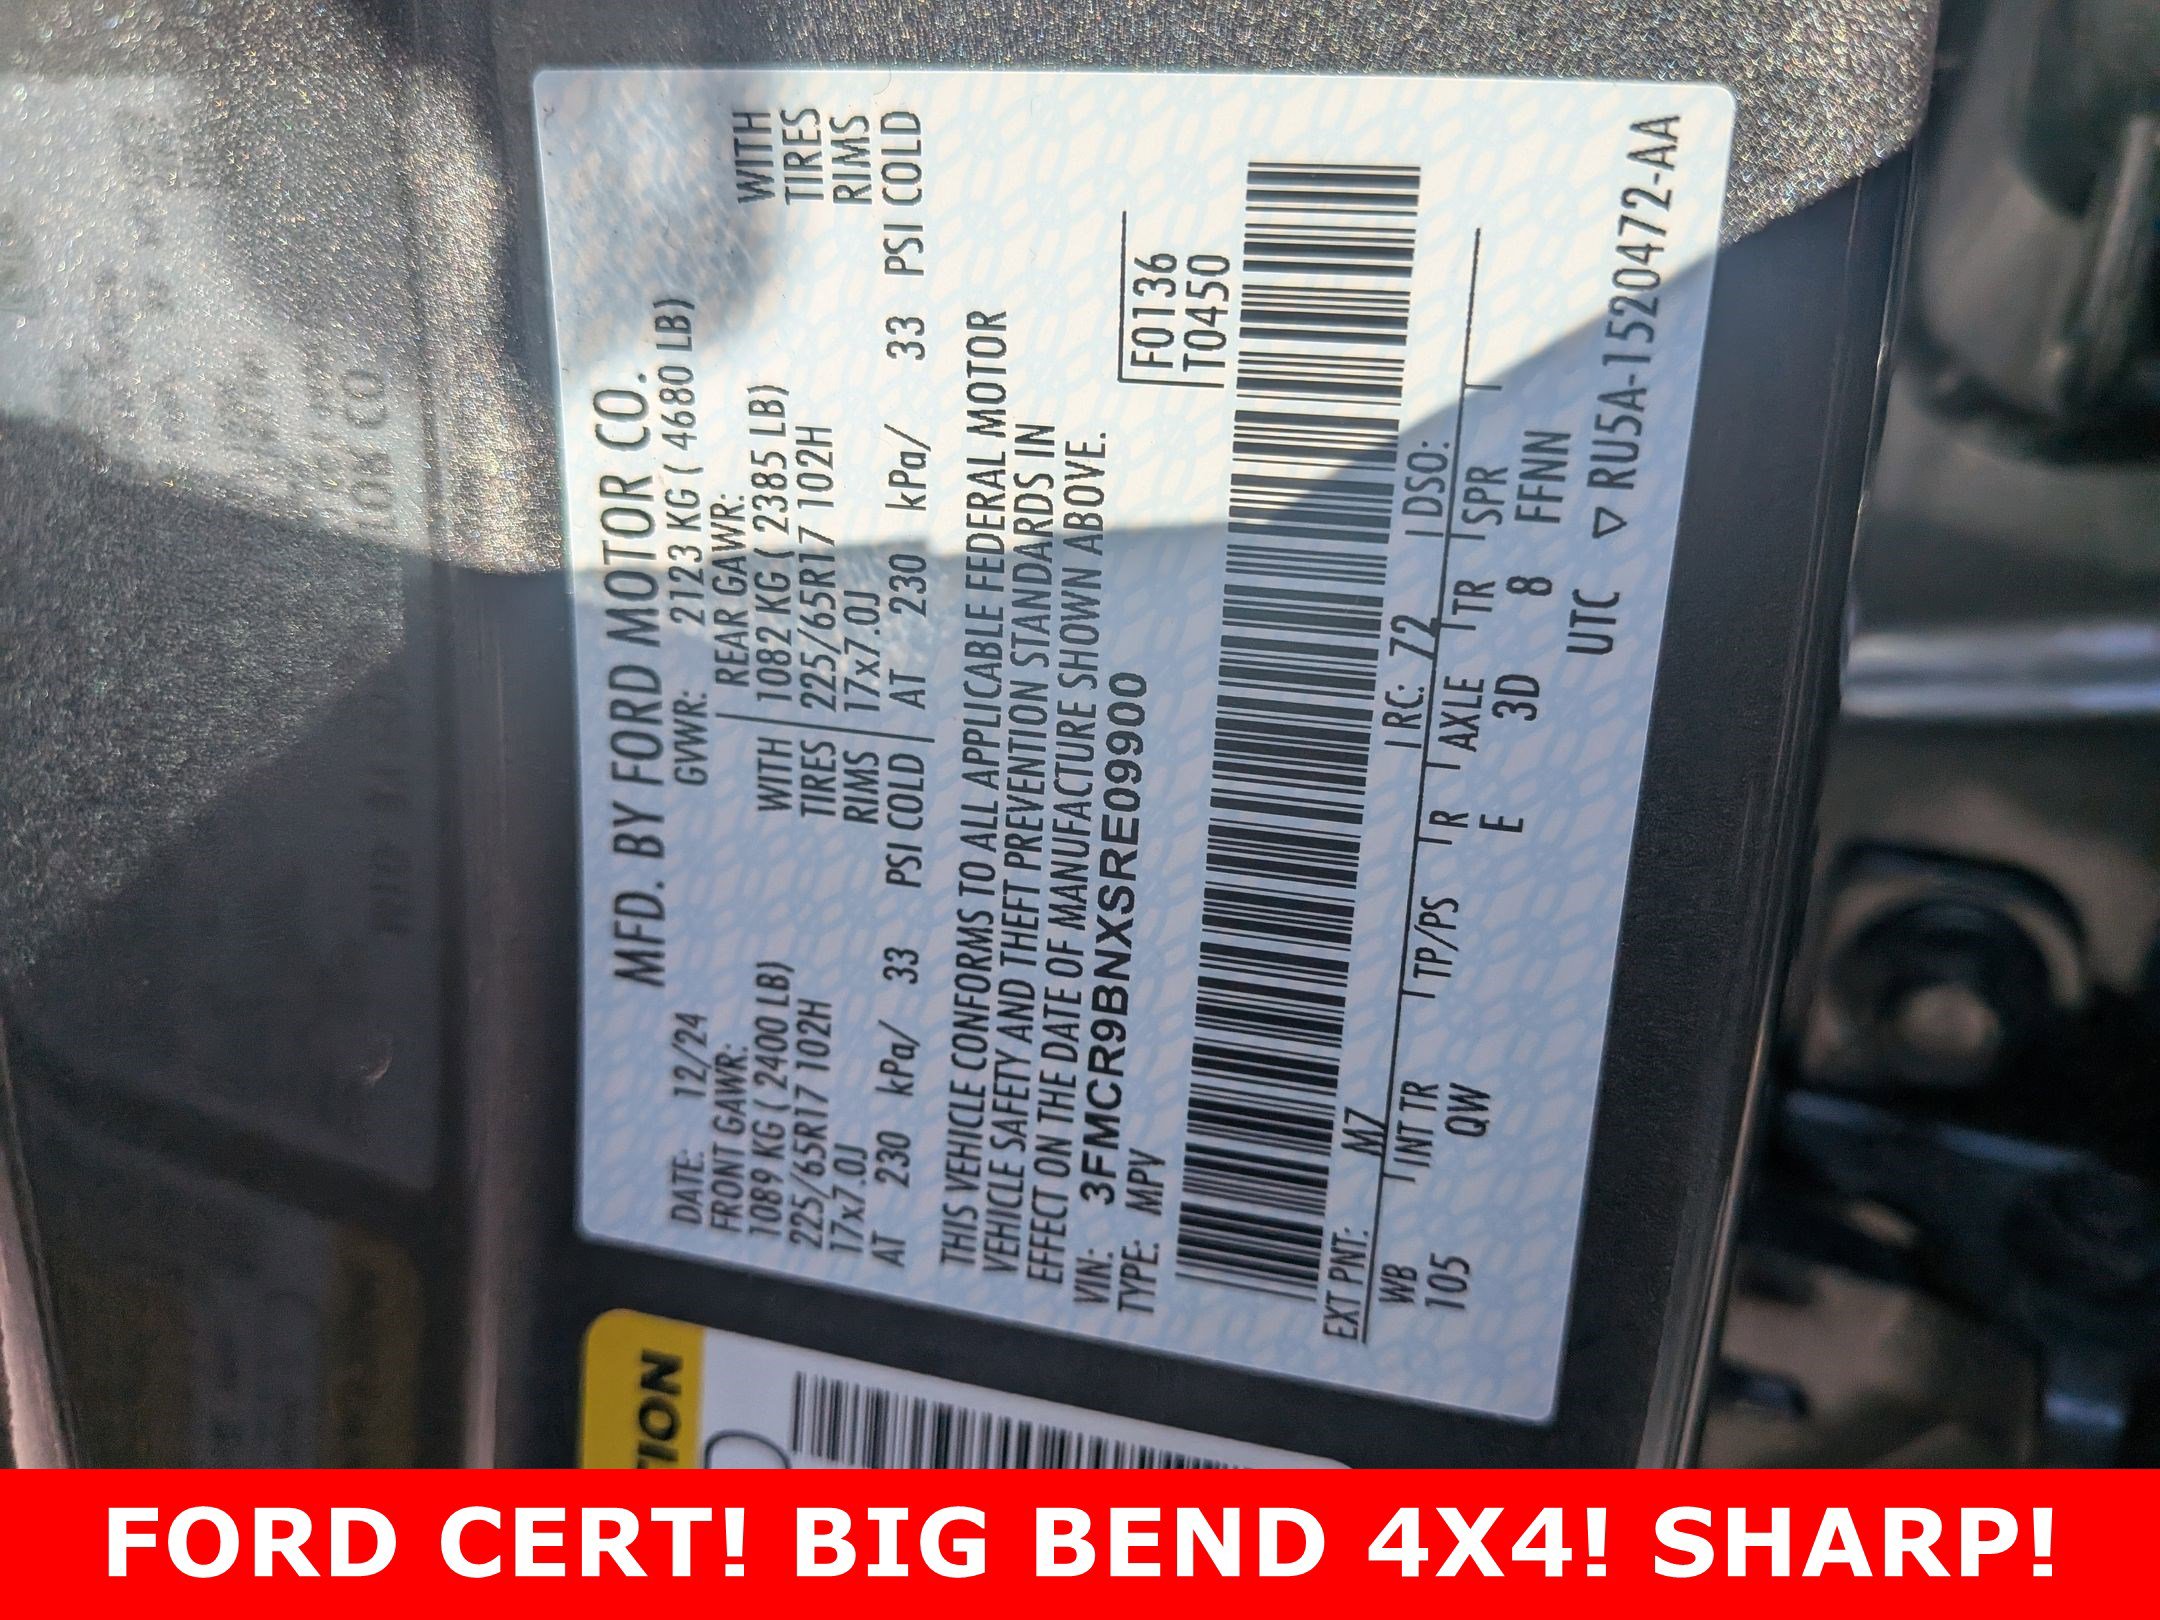 MFD. BY FORD MOTOR CO.
DATE: 12/24 GVWR: 2123 KG ( 4680 LB)
FRONT GAWR: REAR GAWR:
1089 KG ( 2400 LB) WITH 1082 KG ( 2385 LB) WITH
225/65R17 102H TIRES 225/65R17 102H TIRES
17x7.0J RIMS 17x7.0J RIMS
AT 230 kPa/ 33 PSI COLD AT 230 kPa/ 33 PSI COLD
THIS VEHICLE CONFORMS TO ALL APPLICABLE FEDERAL MOTOR
VEHICLE SAFETY AND THEFT PREVENTION STANDARDS IN
EFFECT ON THE DATE OF MANUFACTURE SHOWN ABOVE.
VIN: 3FMCR9BNXSRE09900
TYPE: MPV
F0136
T0450
EXT PNT: M7 RC: 72 DSO:
WB INT TR TP/PS R AXLE TR SPR
105 QW E 3D 8 FFNN
UTC ▽ RU5A-1520472-AA
TION
FORD CERT! BIG BEND 4X4! SHARP!